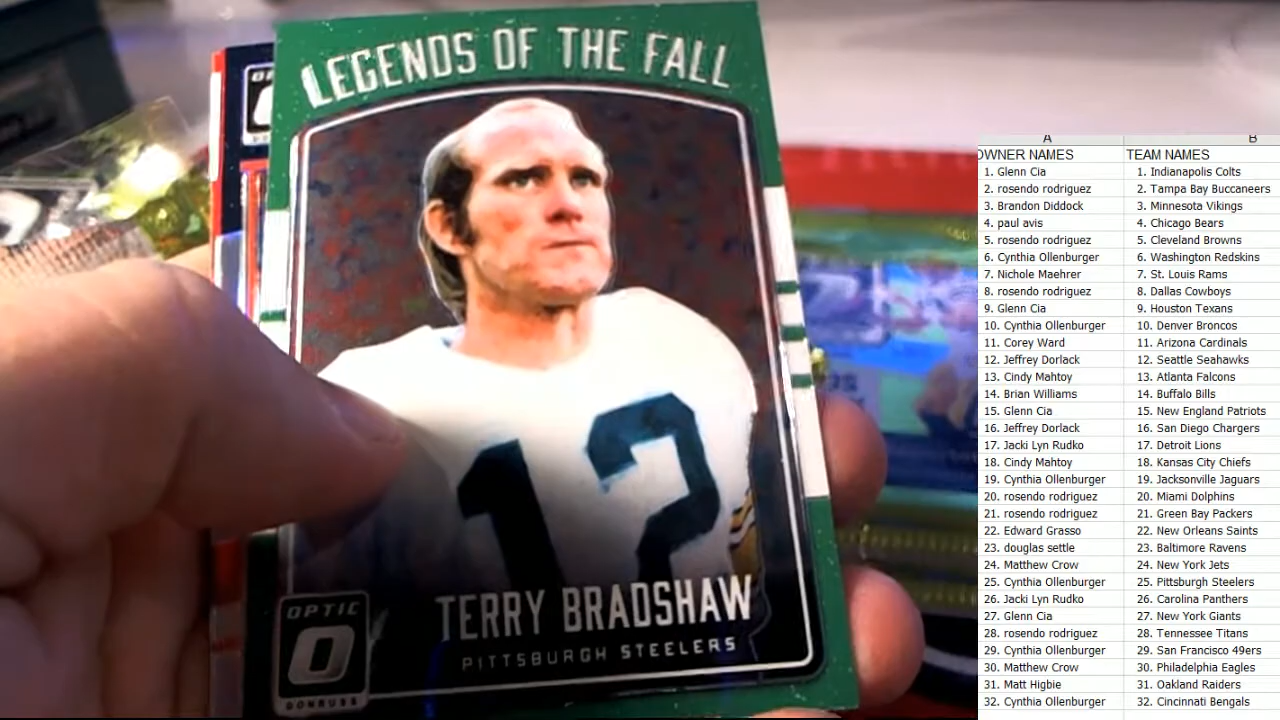 LEGENDS OF THE FALL
12
TERRY BRADSHAW
PITTSBURGH STEELERS
OPTIC
O
DONRUSS
A B
OWNER NAMES TEAM NAMES
1. Glenn Cia 1. Indianapolis Colts
2. rosendo rodriguez 2. Tampa Bay Buccaneers
3. Brandon Diddock 3. Minnesota Vikings
4. paul avis 4. Chicago Bears
5. rosendo rodriguez 5. Cleveland Browns
6. Cynthia Ollenburger 6. Washington Redskins
7. Nichole Maehrer 7. St. Louis Rams
8. rosendo rodriguez 8. Dallas Cowboys
9. Glenn Cia 9. Houston Texans
10. Cynthia Ollenburger 10. Denver Broncos
11. Corey Ward 11. Arizona Cardinals
12. Jeffrey Dorlack 12. Seattle Seahawks
13. Cindy Mahtoy 13. Atlanta Falcons
14. Brian Williams 14. Buffalo Bills
15. Glenn Cia 15. New England Patriots
16. Jeffrey Dorlack 16. San Diego Chargers
17. Jacki Lyn Rudko 17. Detroit Lions
18. Cindy Mahtoy 18. Kansas City Chiefs
19. Cynthia Ollenburger 19. Jacksonville Jaguars
20. rosendo rodriguez 20. Miami Dolphins
21. rosendo rodriguez 21. Green Bay Packers
22. Edward Grasso 22. New Orleans Saints
23. douglas settle 23. Baltimore Ravens
24. Matthew Crow 24. New York Jets
25. Cynthia Ollenburger 25. Pittsburgh Steelers
26. Jacki Lyn Rudko 26. Carolina Panthers
27. Glenn Cia 27. New York Giants
28. rosendo rodriguez 28. Tennessee Titans
29. Cynthia Ollenburger 29. San Francisco 49ers
30. Matthew Crow 30. Philadelphia Eagles
31. Matt Higbie 31. Oakland Raiders
32. Cynthia Ollenburger 32. Cincinnati Bengals